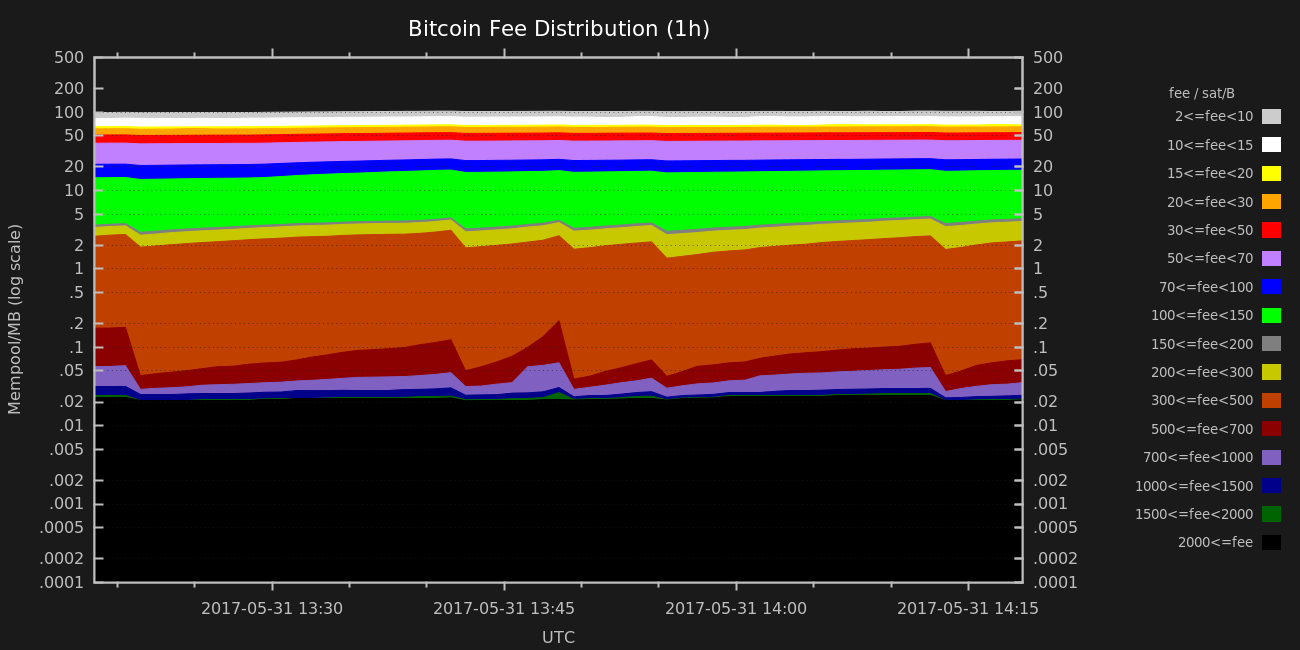 Bitcoin Fee Distribution (1h)
Mempool/MB (log scale)
500
200
100
50
20
10
5
2
1
.5
.2
.1
.05
.02
.01
.005
.002
.001
.0005
.0002
.0001
500
200
100
50
20
10
5
2
1
.5
.2
.1
.05
.02
.01
.005
.002
.001
.0005
.0002
.0001
2017-05-31 13:30
2017-05-31 13:45
2017-05-31 14:00
2017-05-31 14:15
UTC
fee / sat/B
2<=fee<10
10<=fee<15
15<=fee<20
20<=fee<30
30<=fee<50
50<=fee<70
70<=fee<100
100<=fee<150
150<=fee<200
200<=fee<300
300<=fee<500
500<=fee<700
700<=fee<1000
1000<=fee<1500
1500<=fee<2000
2000<=fee